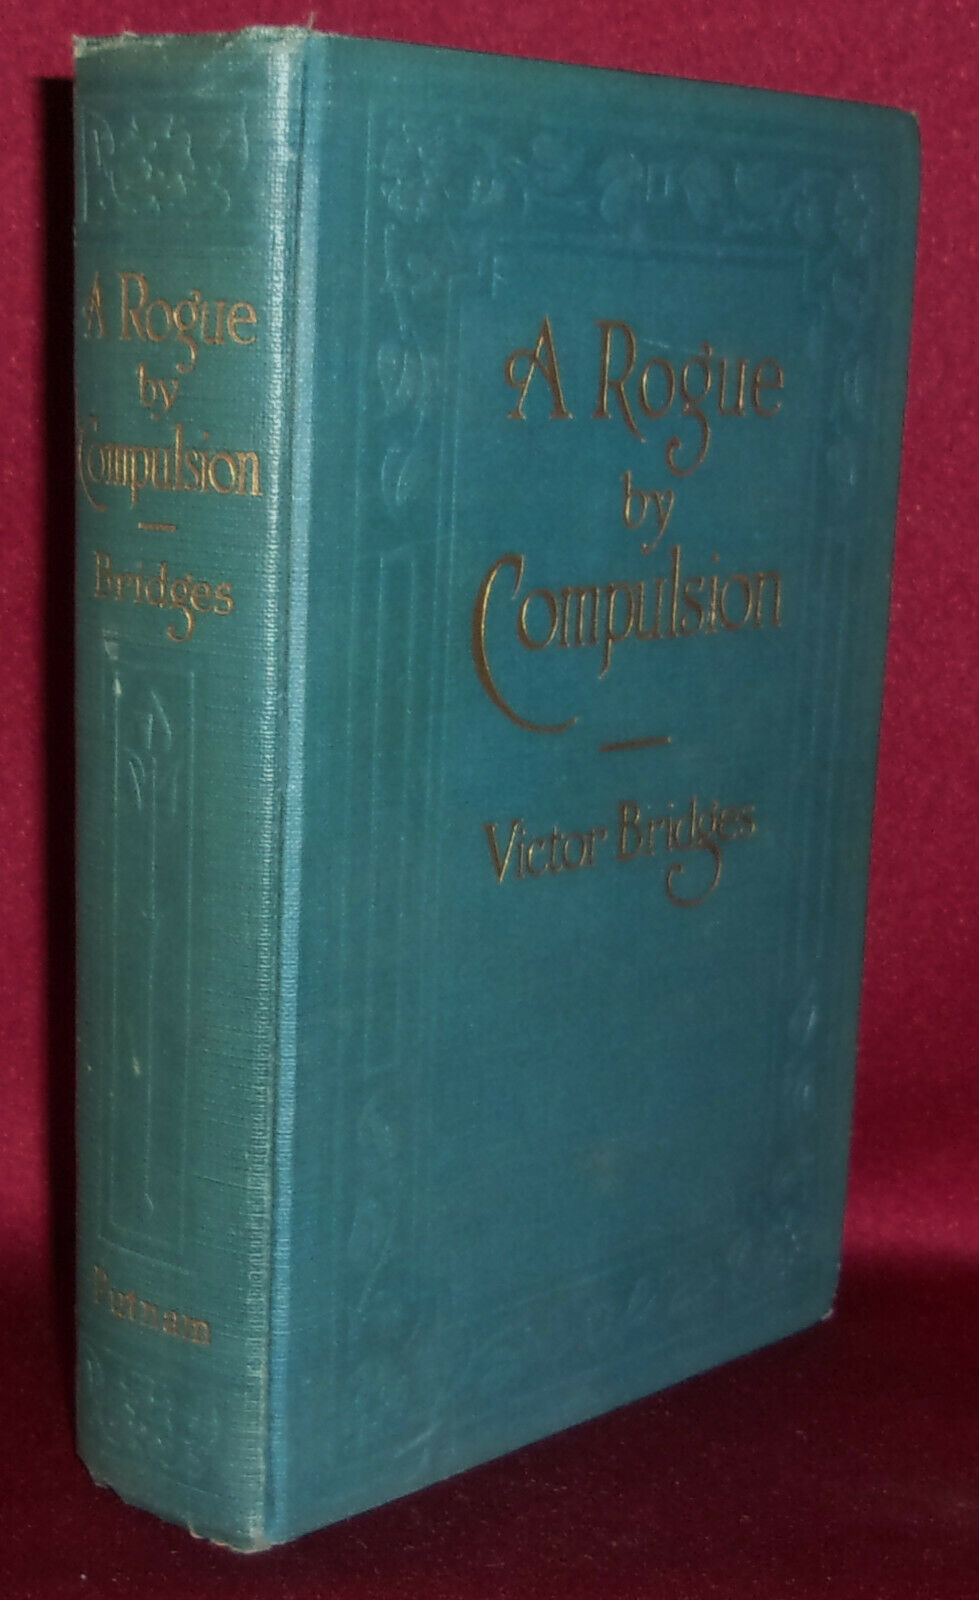 A Rogue
by
Compulsion
Bridges
Putnam
A Rogue
by
Compulsion
Victor Bridges